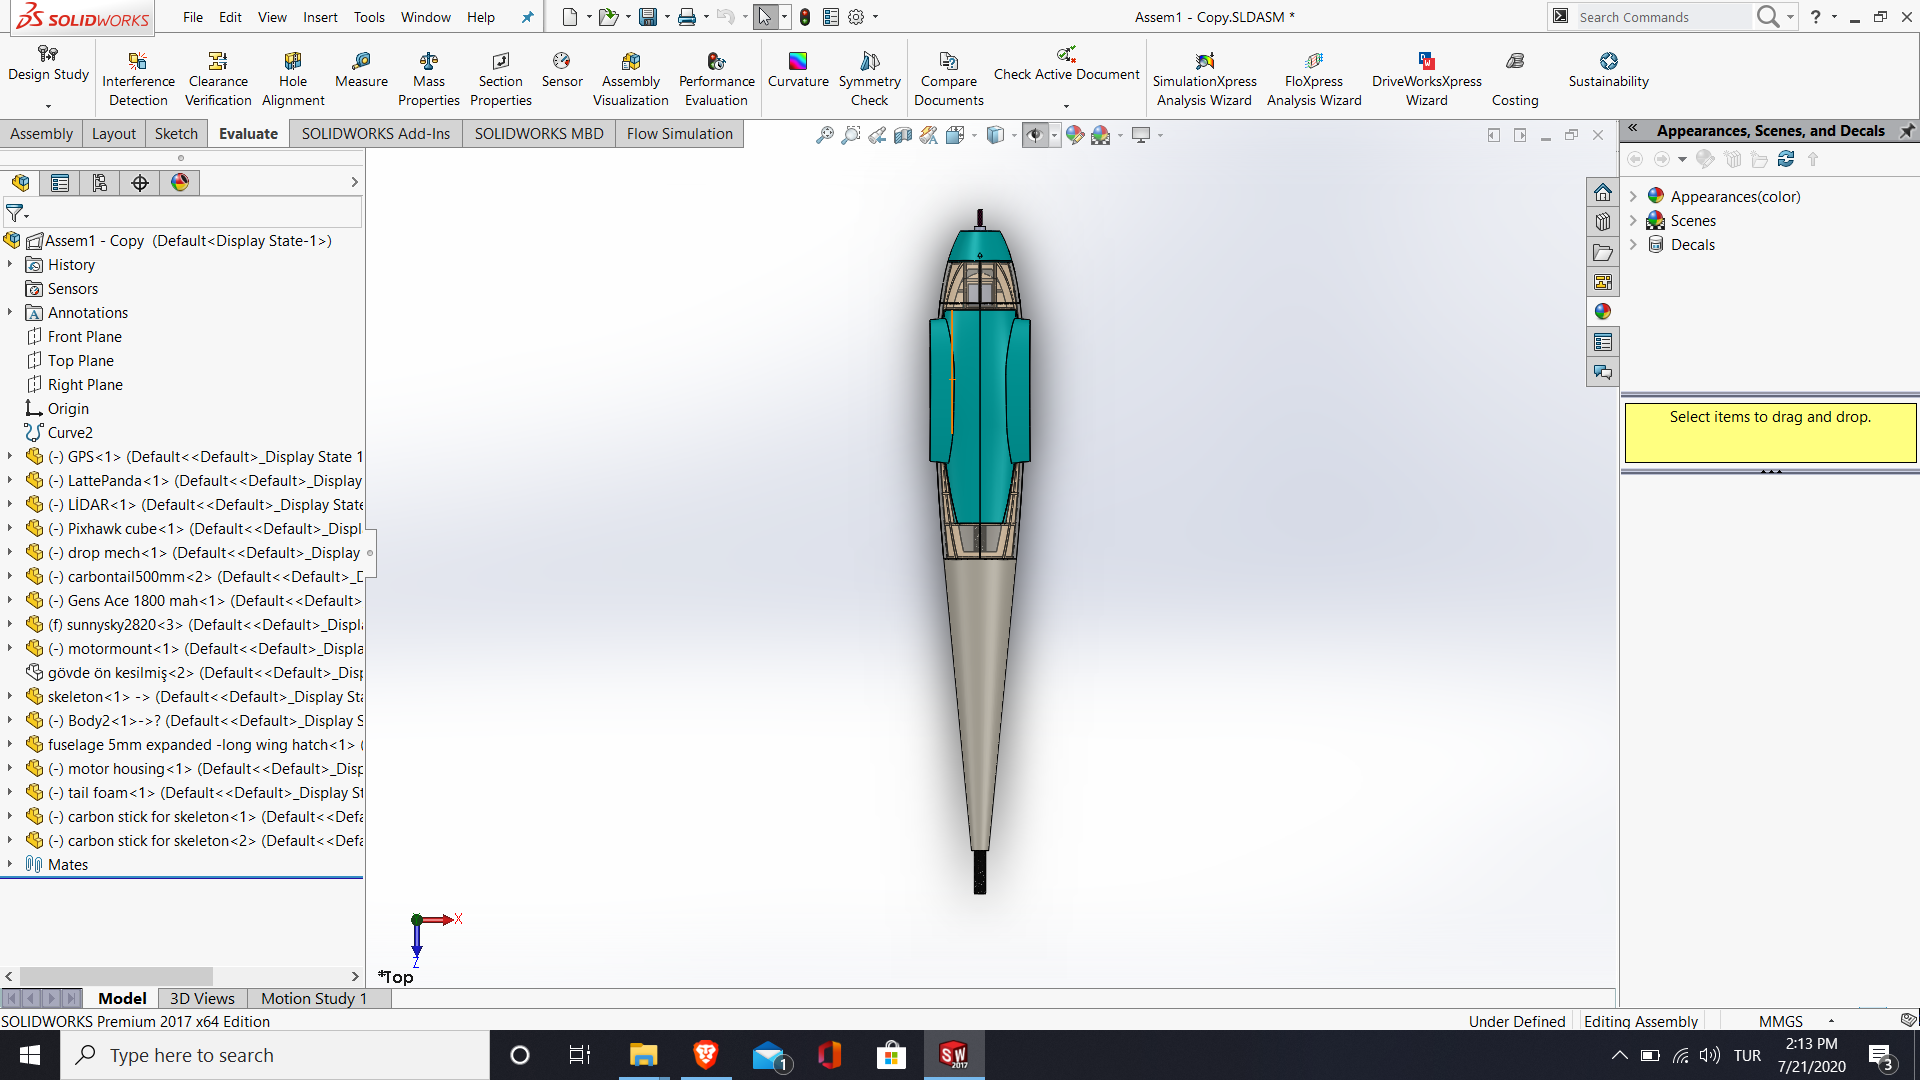 SOLIDWORKS File Edit View Insert Tools Window Help Assem1 - Copy.SLDASM * Search Commands ?
Design Study
Interference Detection
Clearance Verification
Hole Alignment
Measure
Mass Properties
Section Properties
Sensor
Assembly Visualization
Performance Evaluation
Curvature
Symmetry Check
Compare Documents
Check Active Document
SimulationXpress Analysis Wizard
FloXpress Analysis Wizard
DriveWorksXpress Wizard
Costing
Sustainability
Assembly Layout Sketch Evaluate SOLIDWORKS Add-Ins SOLIDWORKS MBD Flow Simulation
Appearances, Scenes, and Decals
Appearances(color)
Scenes
Decals
Select items to drag and drop.
Assem1 - Copy (Default<Display State-1>)
History
Sensors
Annotations
Front Plane
Top Plane
Right Plane
Origin
Curve2
(-) GPS<1> (Default<<Default>_Display State 1
(-) LattePanda<1> (Default<<Default>_Display
(-) LİDAR<1> (Default<<Default>_Display State
(-) Pixhawk cube<1> (Default<<Default>_Displ
(-) drop mech<1> (Default<<Default>_Display
(-) carbontail500mm<2> (Default<<Default>_D
(-) Gens Ace 1800 mah<1> (Default<<Default>
(f) sunnysky2820<3> (Default<<Default>_Displa
(-) motormount<1> (Default<<Default>_Displa
gövde ön kesilmiş<2> (Default<<Default>_Disp
skeleton<1> -> (Default<<Default>_Display Sta
(-) Body2<1>->? (Default<<Default>_Display S
fuselage 5mm expanded -long wing hatch<1> (
(-) motor housing<1> (Default<<Default>_Disp
(-) tail foam<1> (Default<<Default>_Display St
(-) carbon stick for skeleton<1> (Default<<Defa
(-) carbon stick for skeleton<2> (Default<<Defa
Mates
X
Z
*Top
Model 3D Views Motion Study 1
SOLIDWORKS Premium 2017 x64 Edition Under Defined Editing Assembly MMGS
Type here to search
1
SW
2017
TUR
2:13 PM
7/21/2020
3